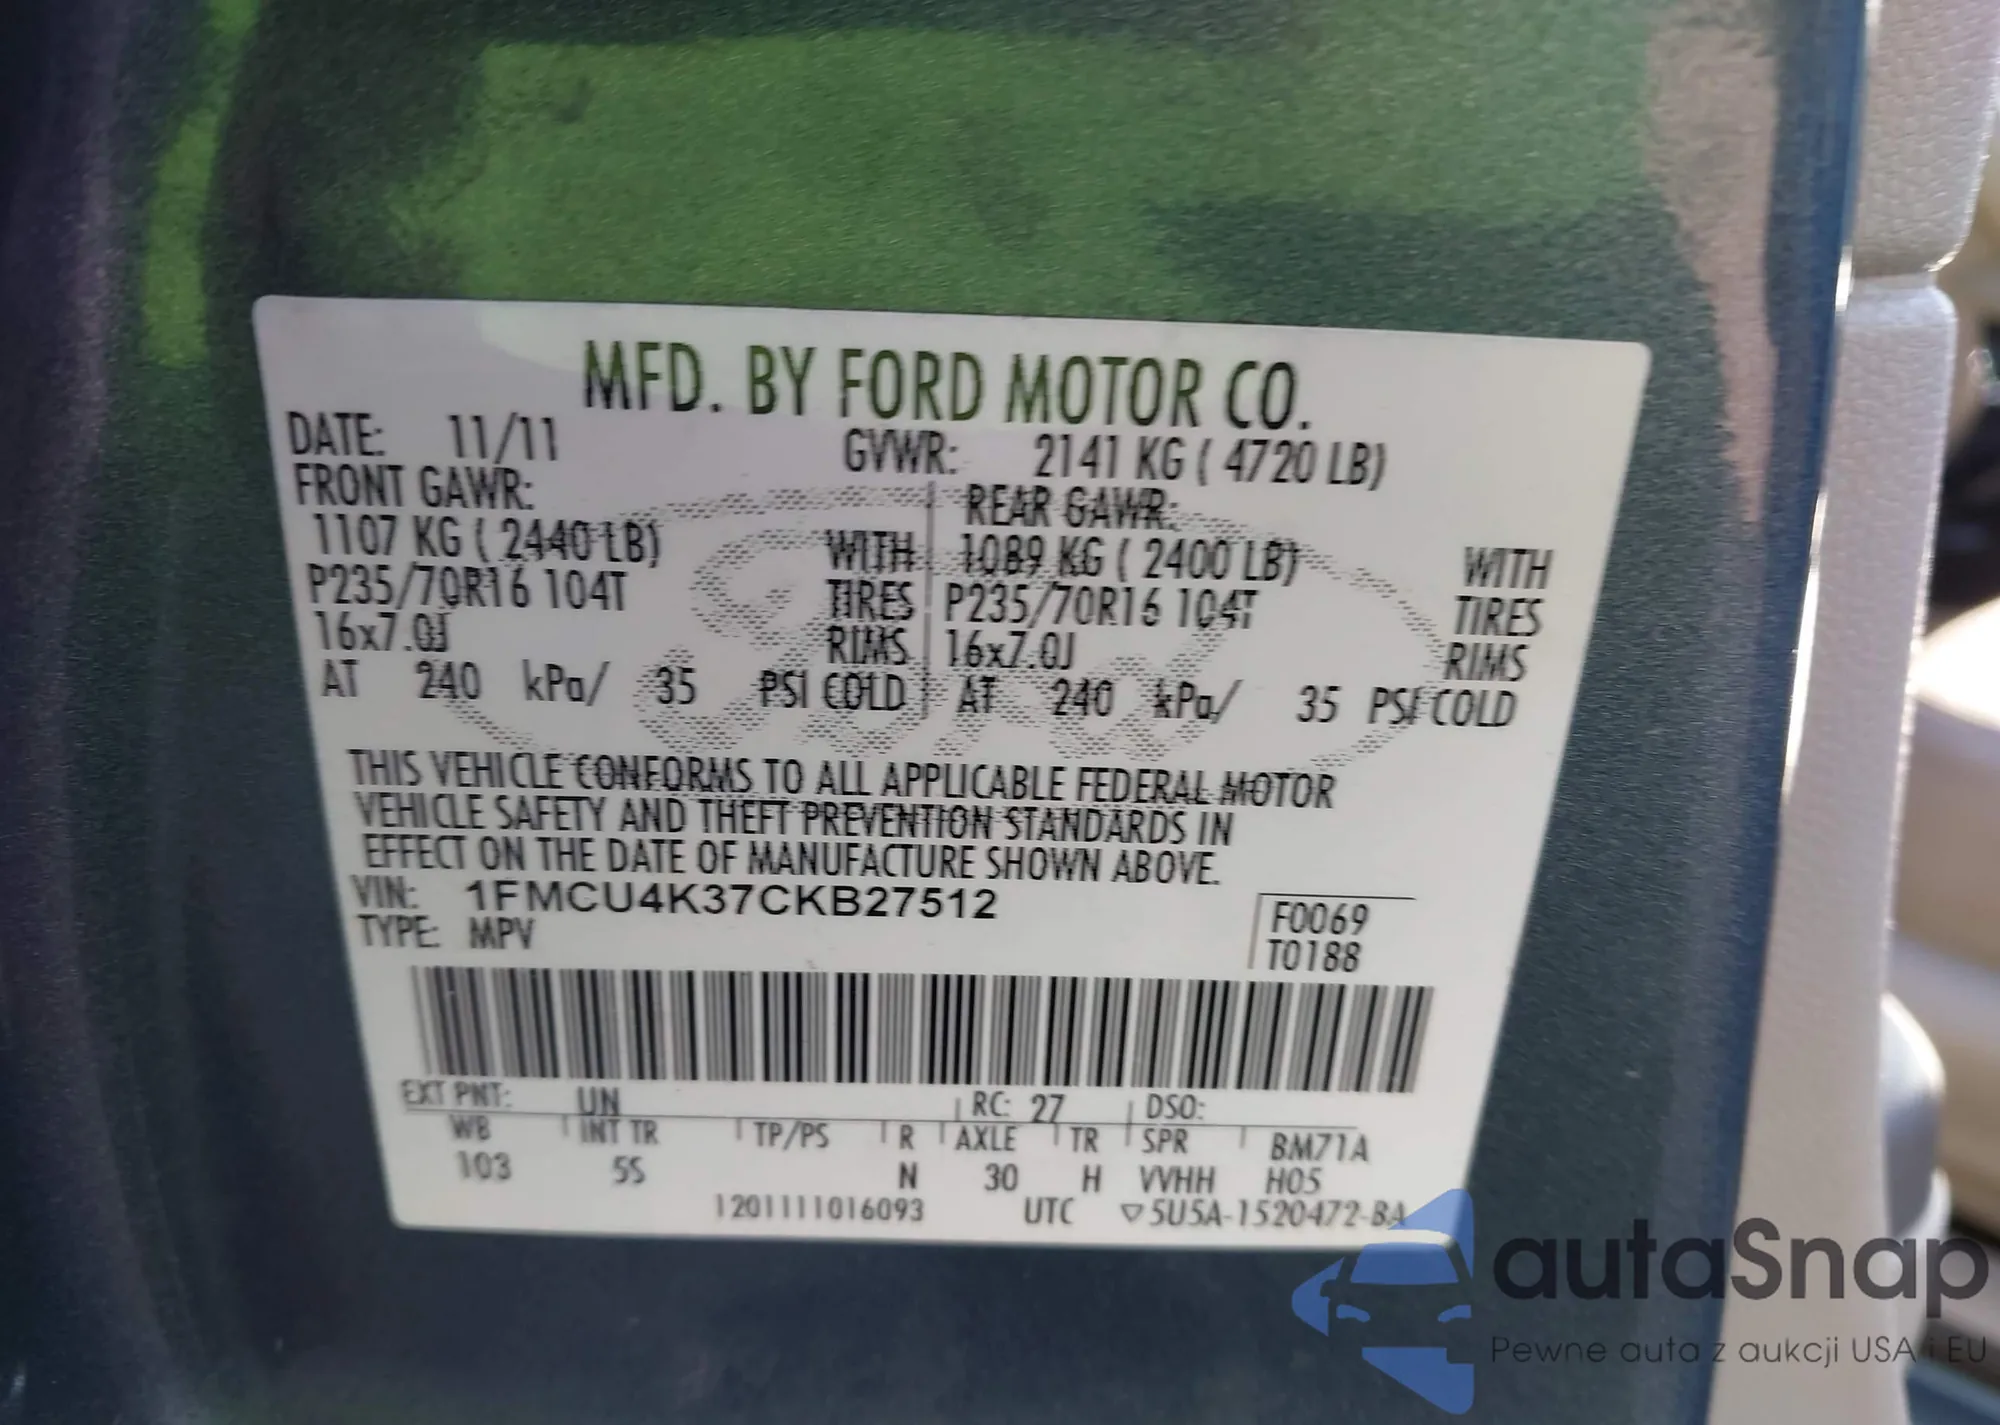 MFD. BY FORD MOTOR CO.
DATE: 11/11 GVWR: 2141 KG ( 4720 LB)
FRONT GAWR: REAR GAWR:
1107 KG ( 2440 LB) WITH 1089 KG ( 2400 LB) WITH
P235/70R16 104T TIRES P235/70R16 104T TIRES
16x7.0J RIMS 16x7.0J RIMS
AT 240 kPa/ 35 PSI COLD AT 240 kPa/ 35 PSI COLD
Ford
THIS VEHICLE CONFORMS TO ALL APPLICABLE FEDERAL MOTOR
VEHICLE SAFETY AND THEFT PREVENTION STANDARDS IN
EFFECT ON THE DATE OF MANUFACTURE SHOWN ABOVE.
VIN: 1FMCU4K37CKB27512
TYPE: MPV
F0069
T0188
EXT PNT: UN RC: 27 DSO:
WB INT TR TP/PS R AXLE TR SPR BM71A
103 5S N 30 H VVHH H05
1201111016093 UTC ▽5U5A-1520472-BA
autaSnap
Pewne auta z aukcji USA i EU